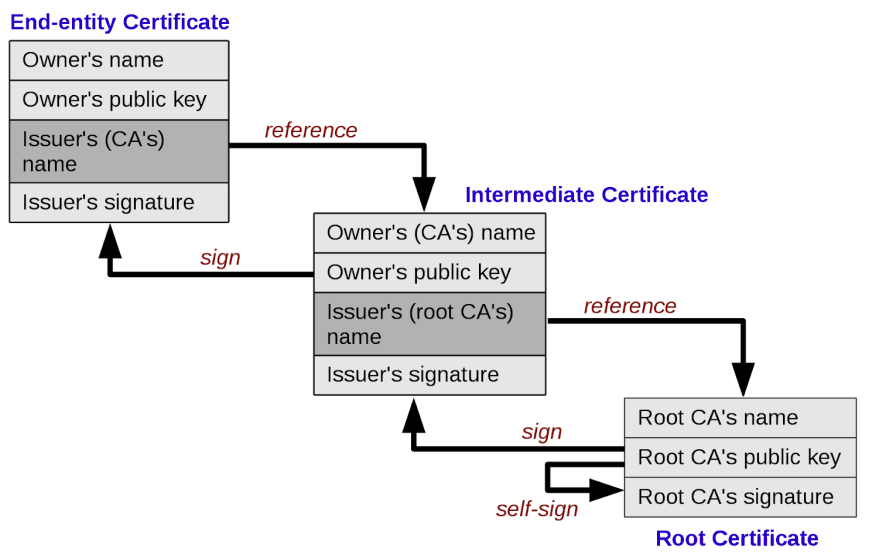 End-entity Certificate
Owner's name
Owner's public key
Issuer's (CA's)
name
Issuer's signature
reference
sign
Intermediate Certificate
Owner's (CA's) name
Owner's public key
Issuer's (root CA's)
name
Issuer's signature
reference
sign
Root CA's name
Root CA's public key
Root CA's signature
self-sign
Root Certificate